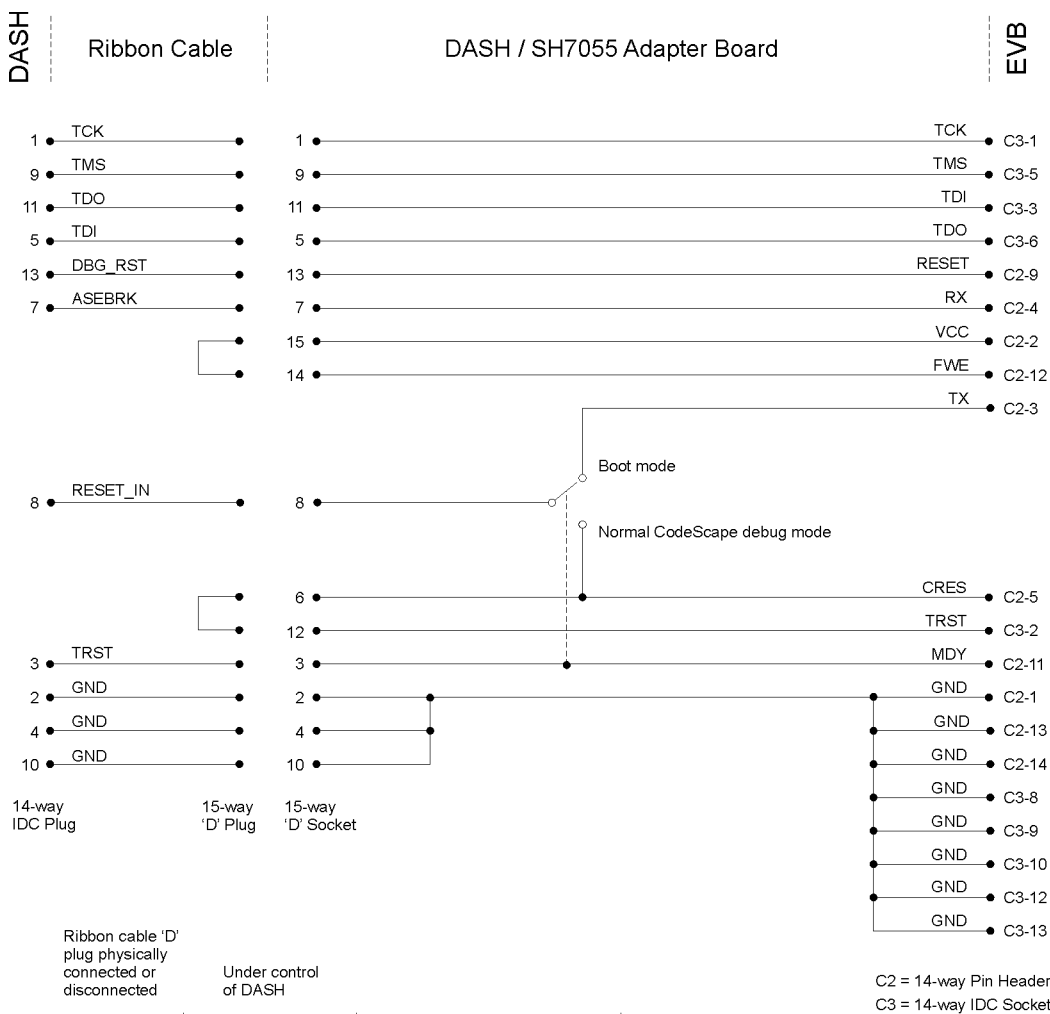 DASH
Ribbon Cable
DASH / SH7055 Adapter Board
EVB
1 TCK 1 TCK C3-1
9 TMS 9 TMS C3-5
11 TDO 11 TDI C3-3
5 TDI 5 TDO C3-6
13 DBG_RST 13 RESET C2-9
7 ASEBRK 7 RX C2-4
15 VCC C2-2
14 FWE C2-12
TX C2-3
Boot mode
8 RESET_IN 8
Normal CodeScape debug mode
6 CRES C2-5
12 TRST C3-2
3 TRST 3 MDY C2-11
2 GND 2 GND C2-1
4 GND 4 GND C2-13
10 GND 10 GND C2-14
GND C3-8
GND C3-9
GND C3-10
GND C3-12
GND C3-13
14-way
IDC Plug
15-way
‘D’ Plug
15-way
‘D’ Socket
Ribbon cable ‘D’
plug physically
connected or
disconnected
Under control
of DASH
C2 = 14-way Pin Header
C3 = 14-way IDC Socket